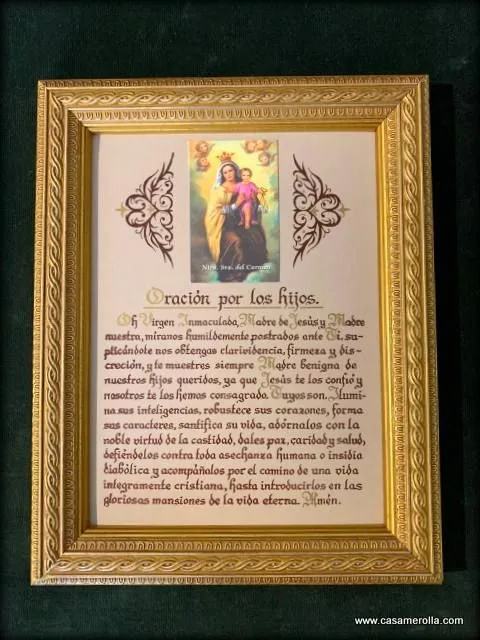 Ntra. Sra. del Carmen
Oración por los hijos.
Oh Virgen Inmaculada, Madre de Jesús y Madre
nuestra, míranos humildemente postrados ante Ti, su-
plicándote nos obtengas clarividencia, firmeza y dis-
creción, y te muestres siempre Madre benigna de
nuestros hijos queridos, ya que Jesús te los confió y
nosotros te los hemos consagrado. Tuyos son. Ilumi-
na sus inteligencias, robustece sus corazones, forma
sus caracteres, santifica su vida, adórnalos con la
noble virtud de la castidad, dales paz, caridad y salud,
defiéndelos contra toda asechanza humana o insidia
diabólica y acompáñalos por el camino de una vida
íntegramente cristiana, hasta introducirlos en las
gloriosas mansiones de la vida eterna. Amén.
www.casamerolla.com